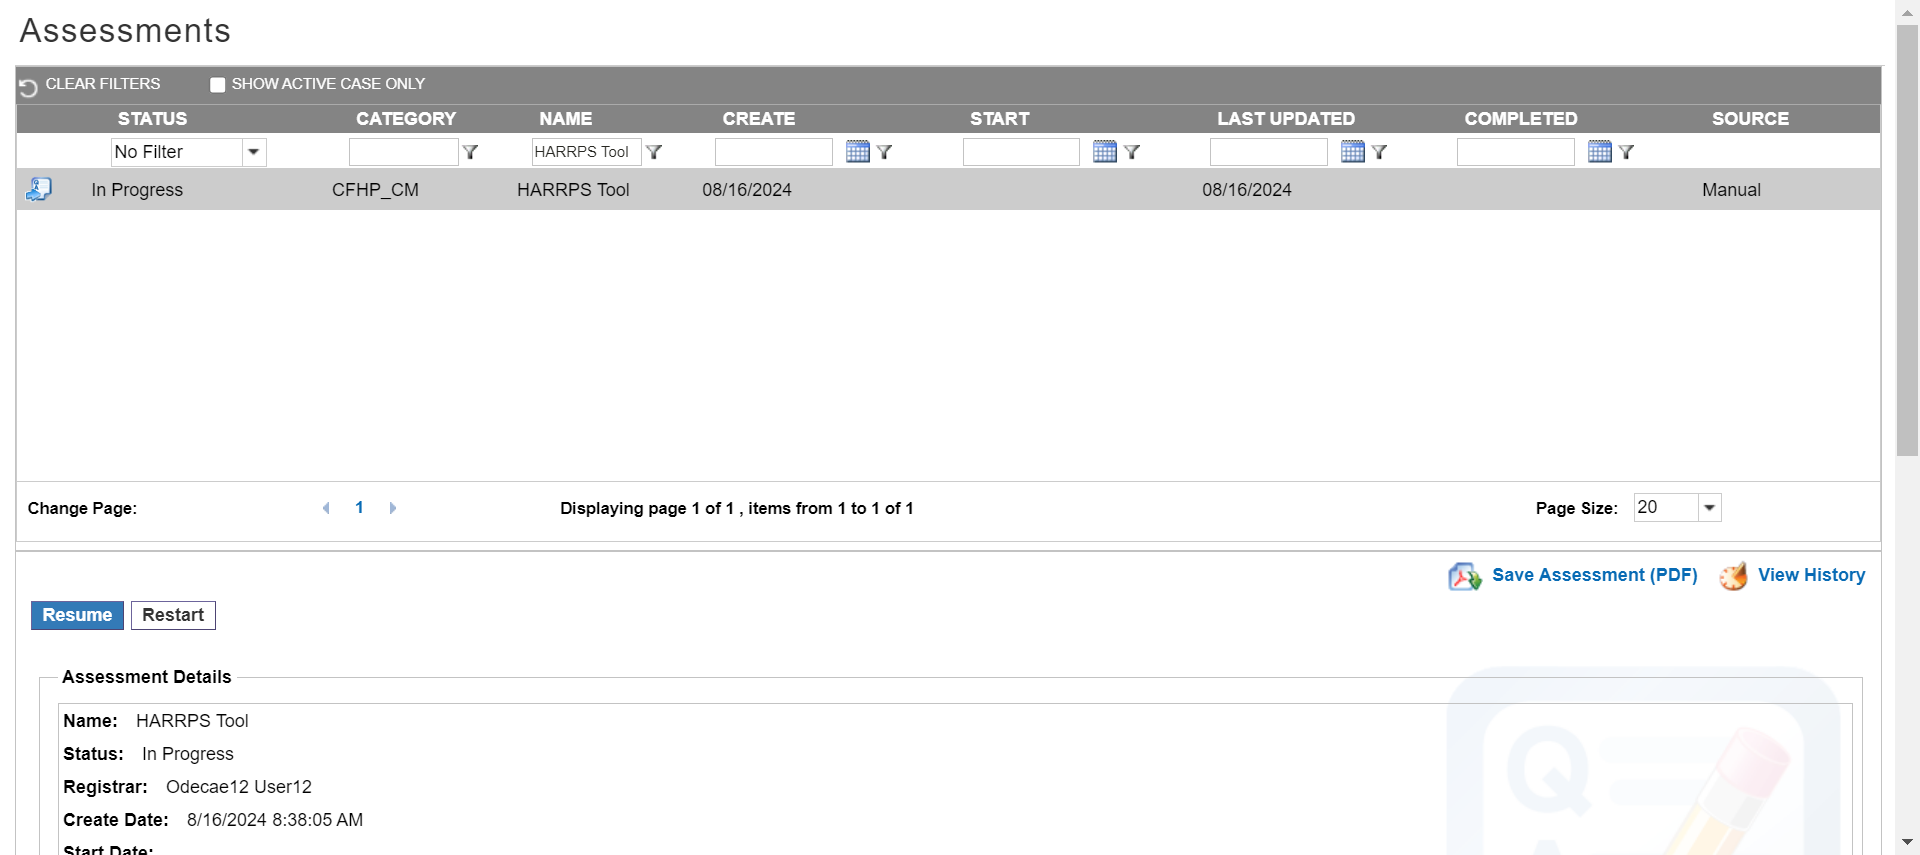 Assessments
CLEAR FILTERS SHOW ACTIVE CASE ONLY
STATUS CATEGORY NAME CREATE START LAST UPDATED COMPLETED SOURCE
No Filter HARRPS Tool
In Progress CFHP_CM HARRPS Tool 08/16/2024 08/16/2024 Manual
Change Page: 1 Displaying page 1 of 1 , items from 1 to 1 of 1 Page Size: 20
Save Assessment (PDF) View History
Resume Restart
Assessment Details
Name: HARRPS Tool
Status: In Progress
Registrar: Odecae12 User12
Create Date: 8/16/2024 8:38:05 AM
Start Date:
Q
A